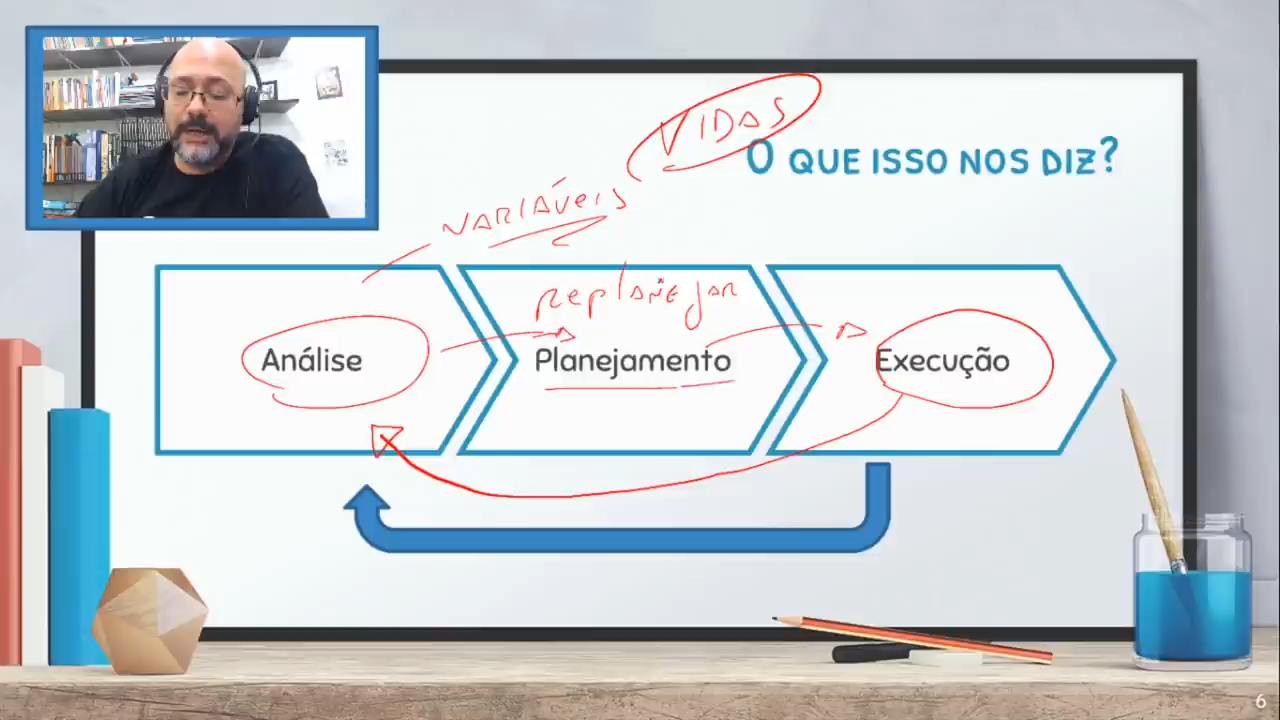 VIDAS
O QUE ISSO NOS DIZ?
VARIÁVEIS
replanejar
Análise
Planejamento
Execução
6